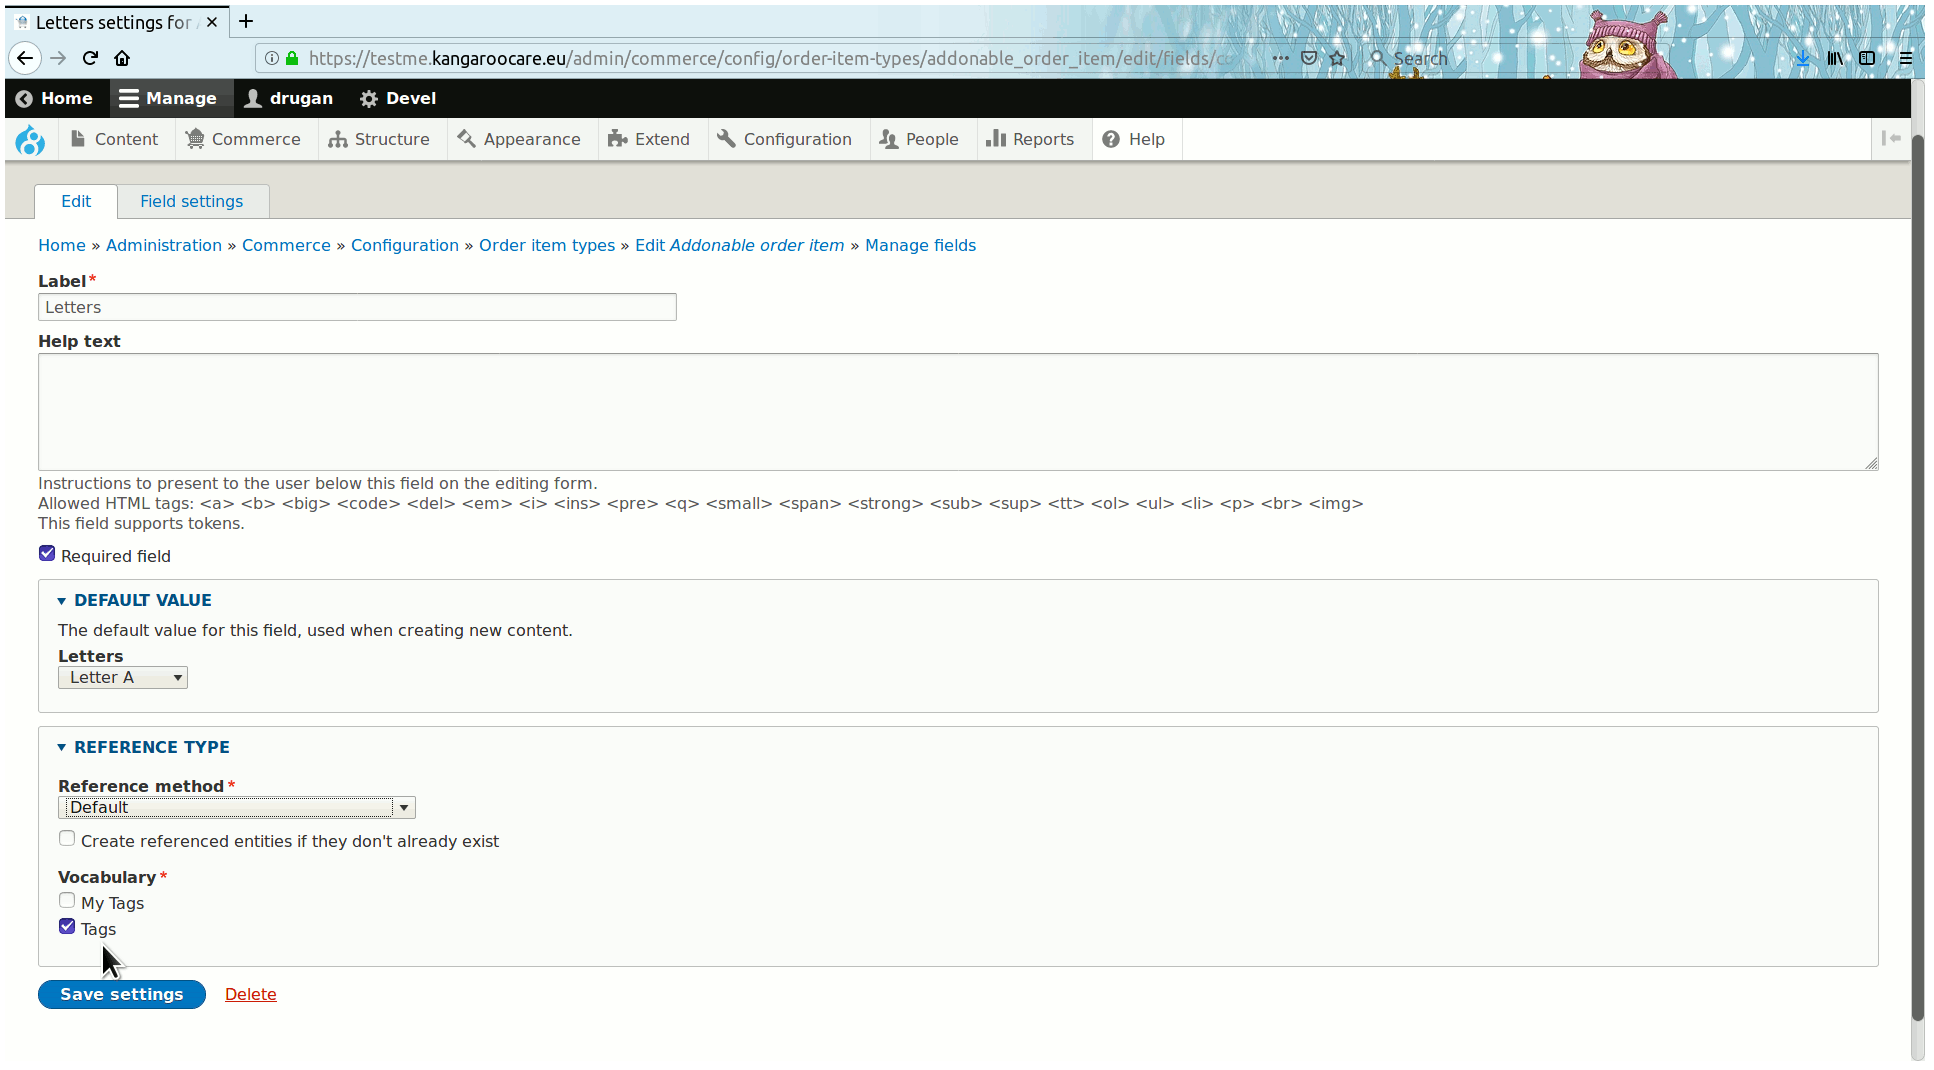 Letters settings for
https://testme.kangaroocare.eu/admin/commerce/config/order-item-types/addonable_order_item/edit/fields/co
Search
Home Manage drugan Devel
Content Commerce Structure Appearance Extend Configuration People Reports Help
Edit Field settings
Home » Administration » Commerce » Configuration » Order item types » Edit Addonable order item » Manage fields
Label*
Letters
Help text
Instructions to present to the user below this field on the editing form.
Allowed HTML tags: <a> <b> <big> <code> <del> <em> <i> <ins> <pre> <q> <small> <span> <strong> <sub> <sup> <tt> <ol> <ul> <li> <p> <br> <img>
This field supports tokens.
Required field
DEFAULT VALUE
The default value for this field, used when creating new content.
Letters
Letter A
REFERENCE TYPE
Reference method*
Default
Create referenced entities if they don't already exist
Vocabulary*
My Tags
Tags
Save settings Delete